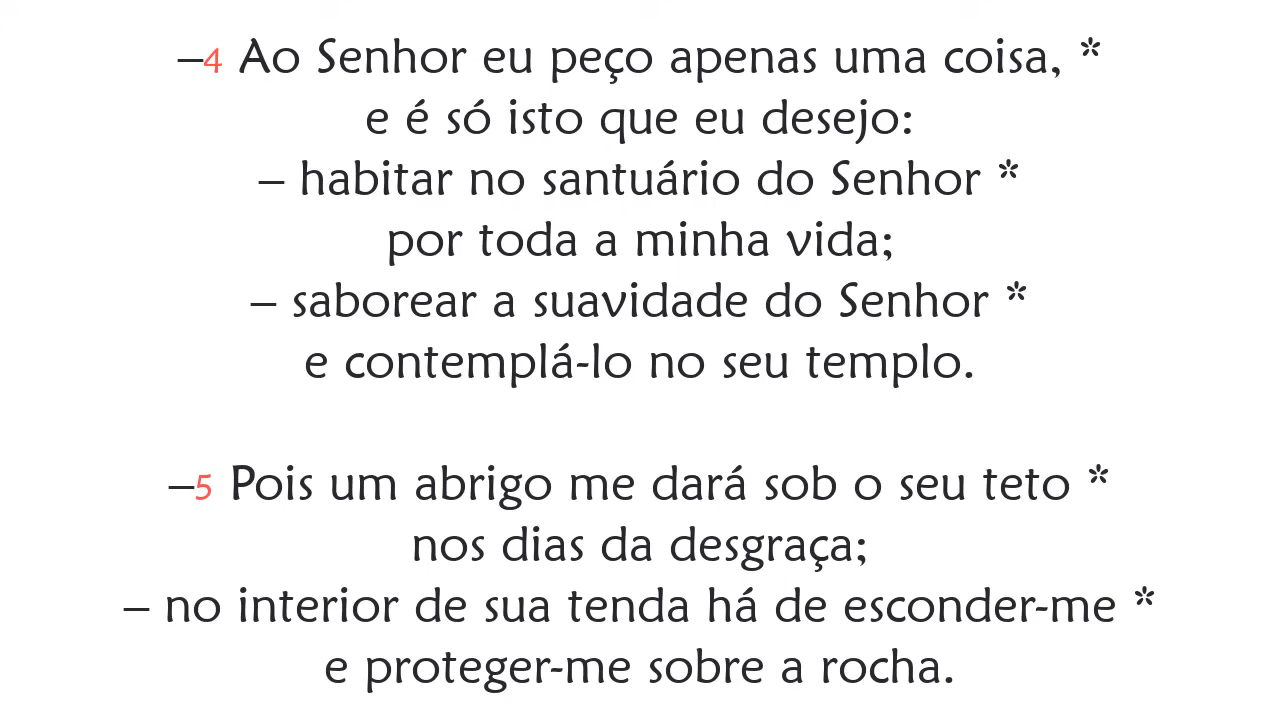 –4 Ao Senhor eu peço apenas uma coisa, *
e é só isto que eu desejo:
– habitar no santuário do Senhor *
por toda a minha vida;
– saborear a suavidade do Senhor *
e contemplá-lo no seu templo.
–5 Pois um abrigo me dará sob o seu teto *
nos dias da desgraça;
– no interior de sua tenda há de esconder-me *
e proteger-me sobre a rocha.